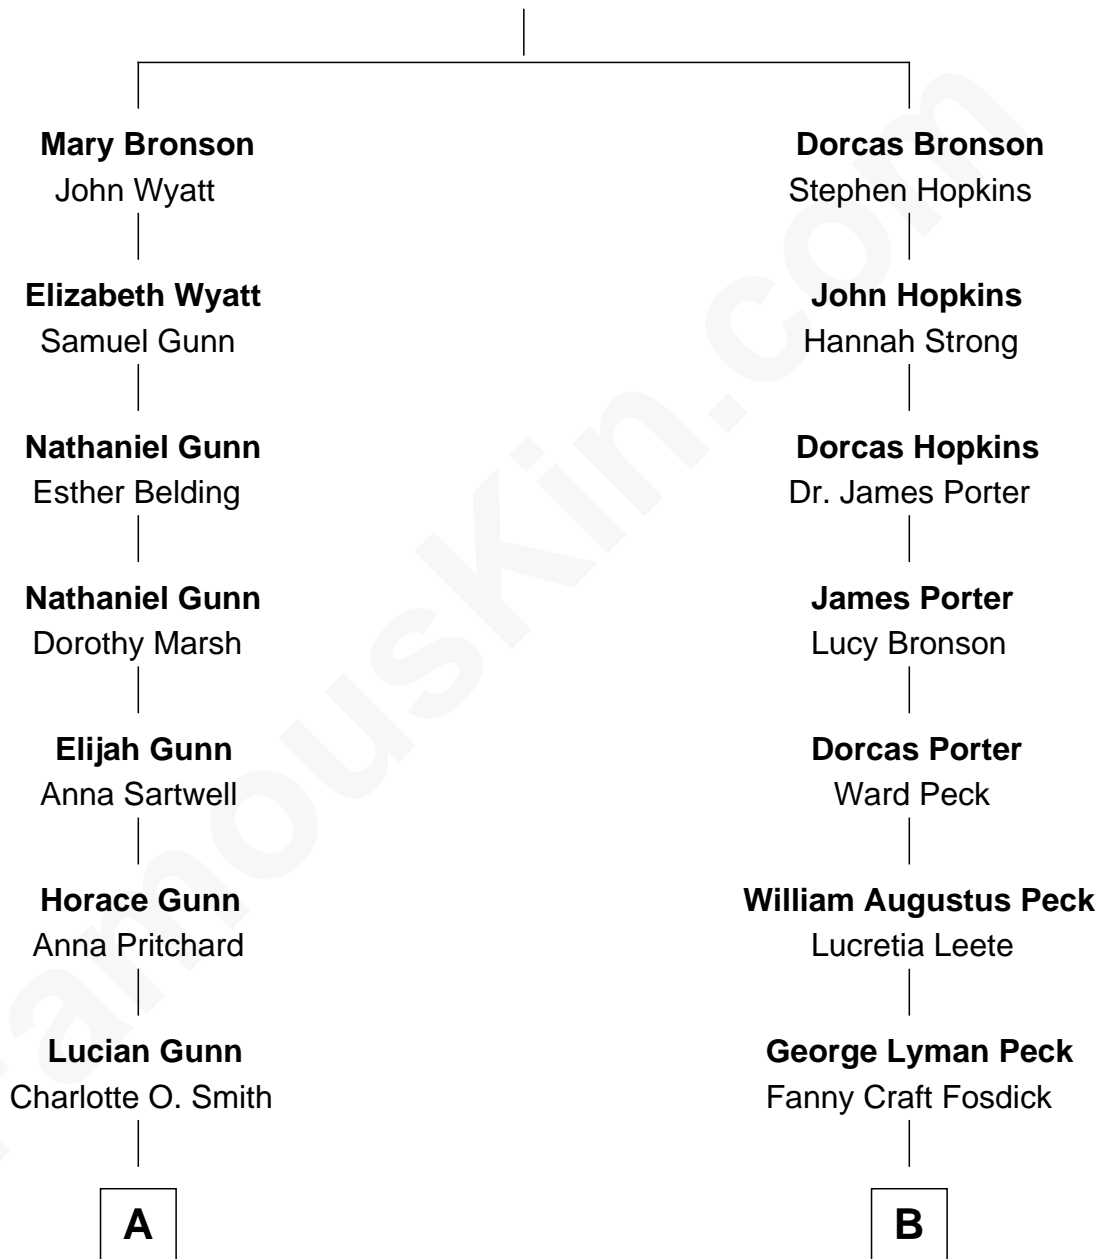 Mary Bronson
John Wyatt
Elizabeth Wyatt
Samuel Gunn
Nathaniel Gunn
Esther Belding
Nathaniel Gunn
Dorothy Marsh
Elijah Gunn
Anna Sartwell
Horace Gunn
Anna Pritchard
Lucian Gunn
Charlotte O. Smith
A
Dorcas Bronson
Stephen Hopkins
John Hopkins
Hannah Strong
Dorcas Hopkins
Dr. James Porter
James Porter
Lucy Bronson
Dorcas Porter
Ward Peck
William Augustus Peck
Lucretia Leete
George Lyman Peck
Fanny Craft Fosdick
B
FamousKin.com